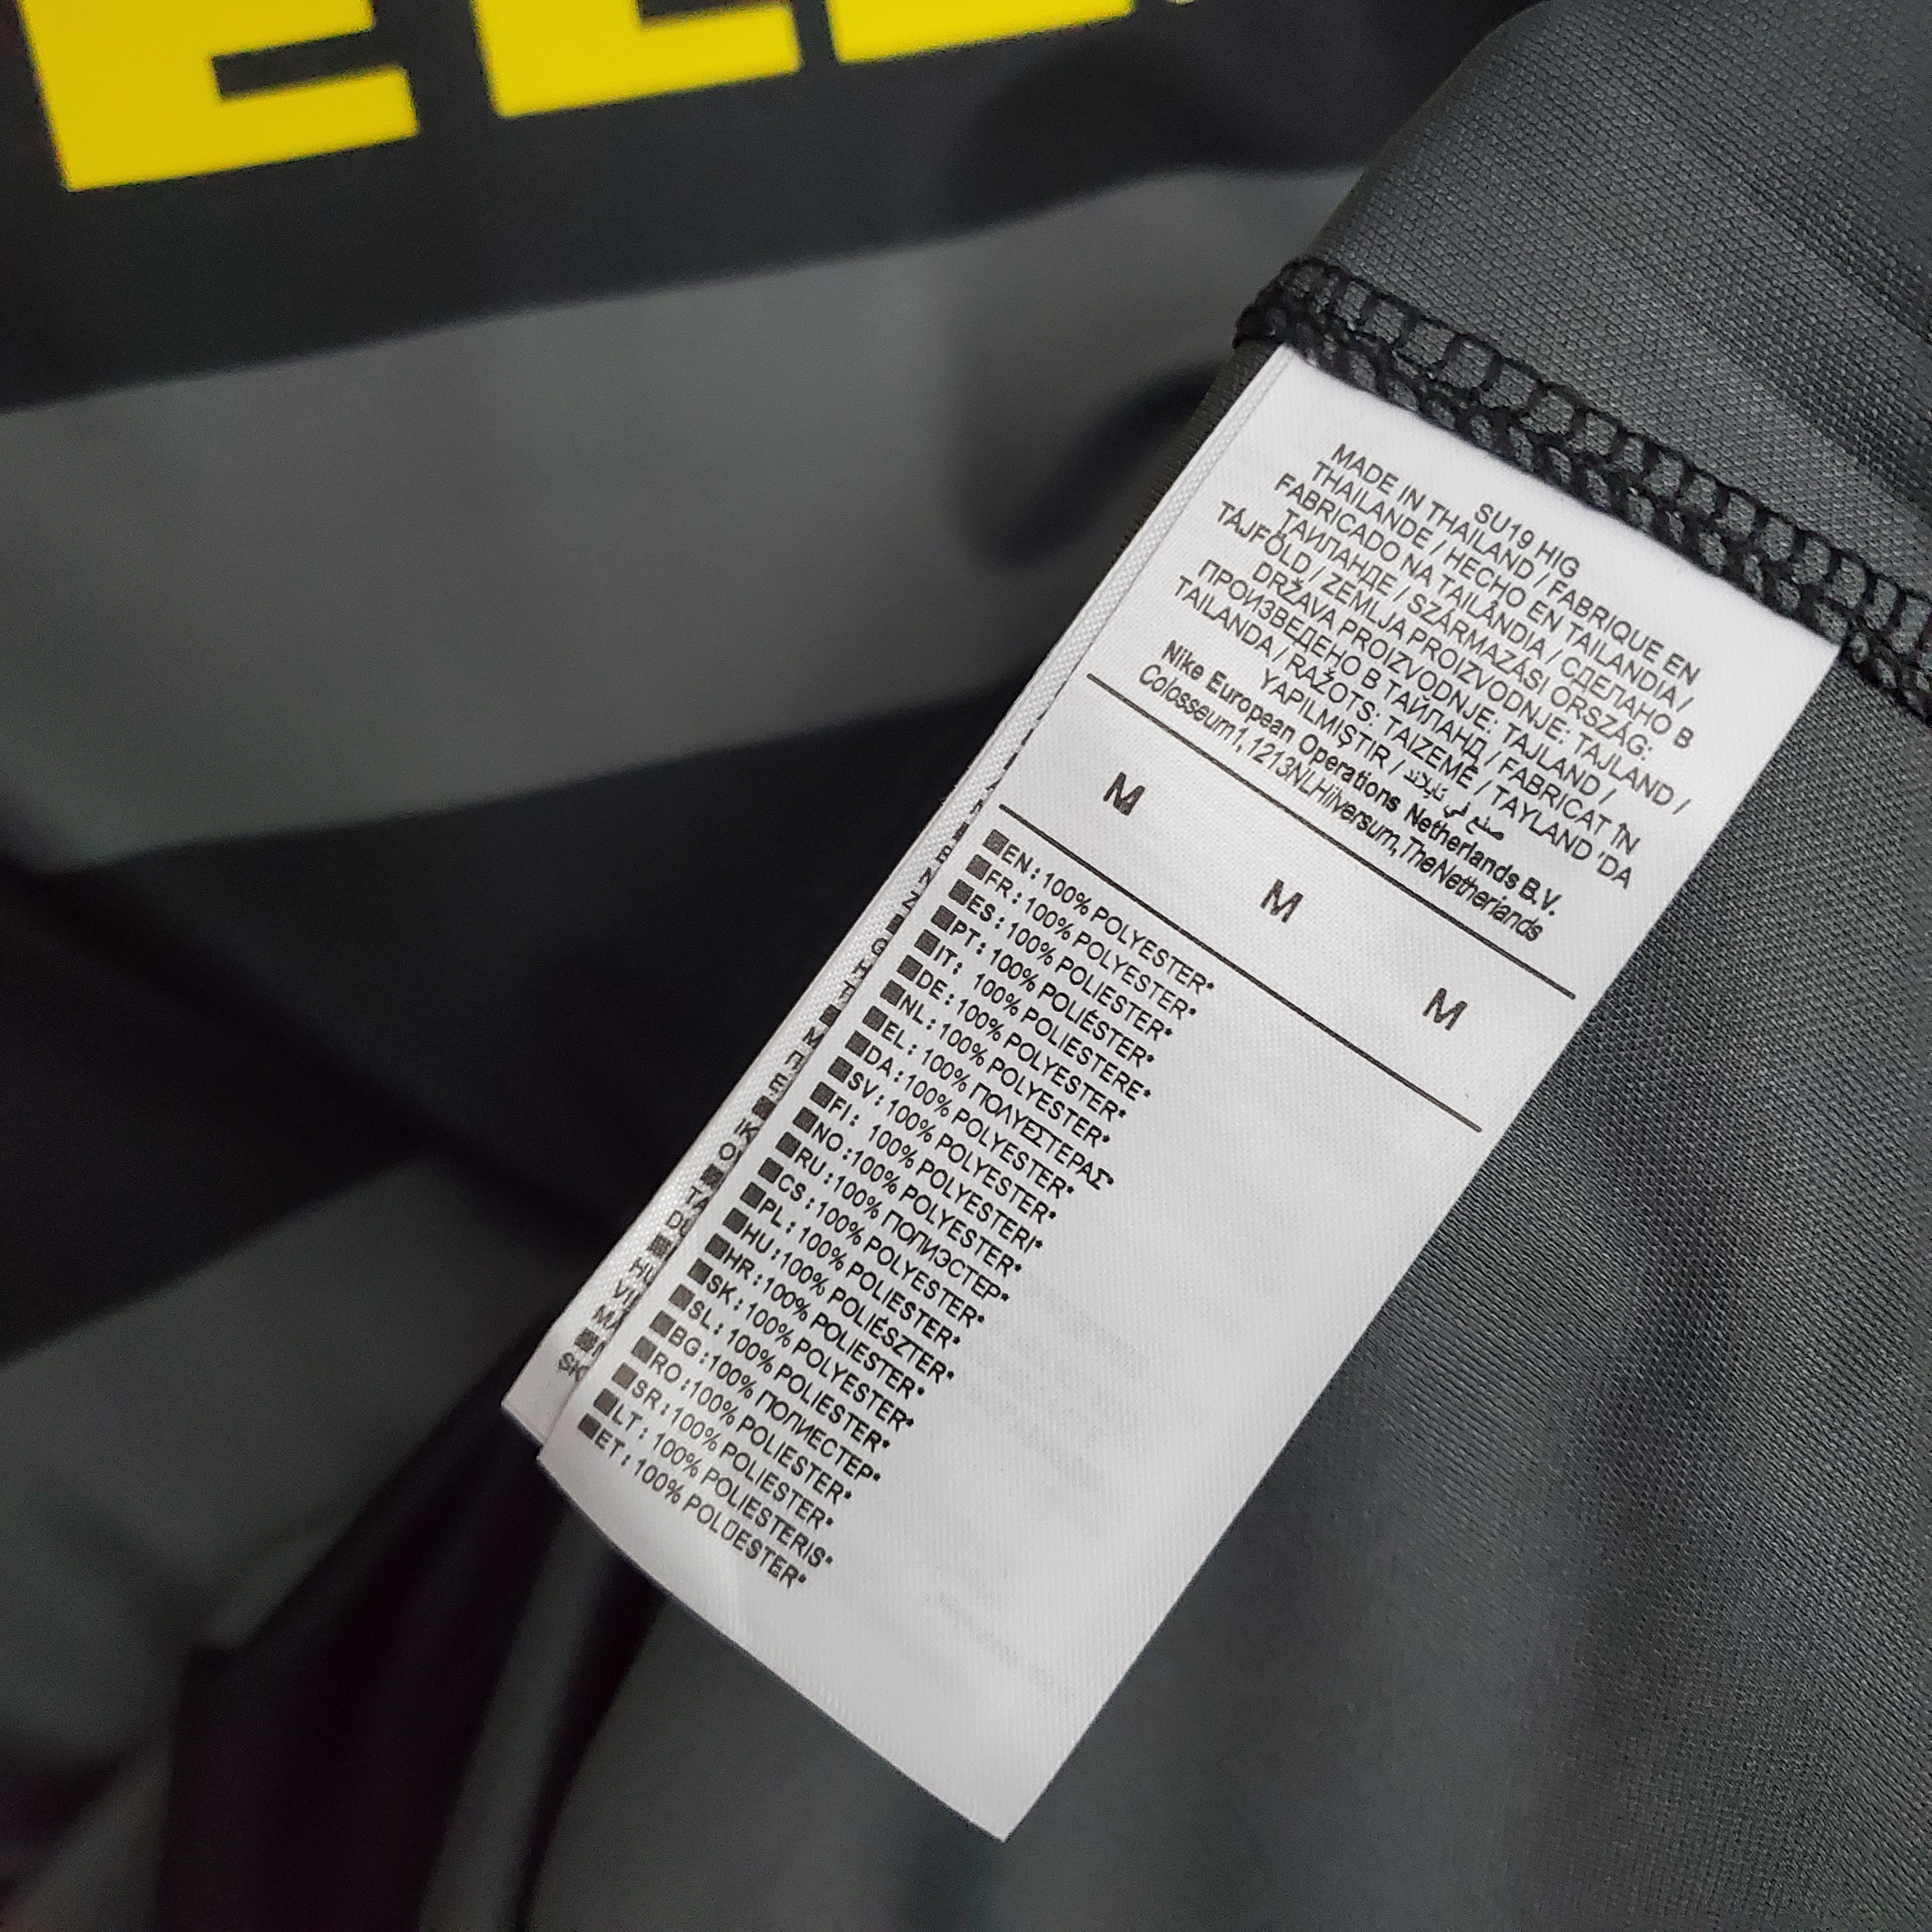 SU19 HIG
MADE IN THAILAND / FABRIQUE EN
THAILANDE / HECHO EN TAILANDIA /
FABRICADO NA TAILÂNDIA / СДЕЛАНО В
ТАИЛАНДЕ / SZÁRMAZÁSI ORSZÁG:
TÁJFÖLD / ZEMLJA PROIZVODNJE: TAJLAND /
DRŽAVA PROIZVODNJE: TAJLAND /
ПРОИЗВЕДЕНО В ТАЙЛАНД / FABRICAT ÎN
TAILANDA / RAŽOTS: TAIZEMĒ / TAYLAND 'DA
YAPILMIŞTIR / صنع في تايلاند
Nike European Operations Netherlands B.V.
Colosseum1,1213NLHilversum,TheNetherlands
M M M
EN : 100% POLYESTER*
FR : 100% POLYESTER*
ES : 100% POLIESTER*
PT : 100% POLIÉSTER*
IT : 100% POLIESTERE*
DE : 100% POLYESTER*
NL : 100% POLYESTER*
EL : 100% ΠΟΛΥΕΣΤΕΡΑΣ*
DA : 100% POLYESTER*
SV : 100% POLYESTER*
FI : 100% POLYESTERI*
NO : 100% POLYESTER*
RU : 100% ПОЛИЭСТЕР*
CS : 100% POLYESTER*
PL : 100% POLIESTER*
HU : 100% POLIÉSZTER*
HR : 100% POLIESTER*
SK : 100% POLYESTER*
SL : 100% POLIESTER*
BG : 100% ПОЛИЕСТЕР*
RO : 100% POLIESTER*
SR : 100% POLIESTER*
LT : 100% POLIESTERIS*
ET : 100% POLÜESTER*